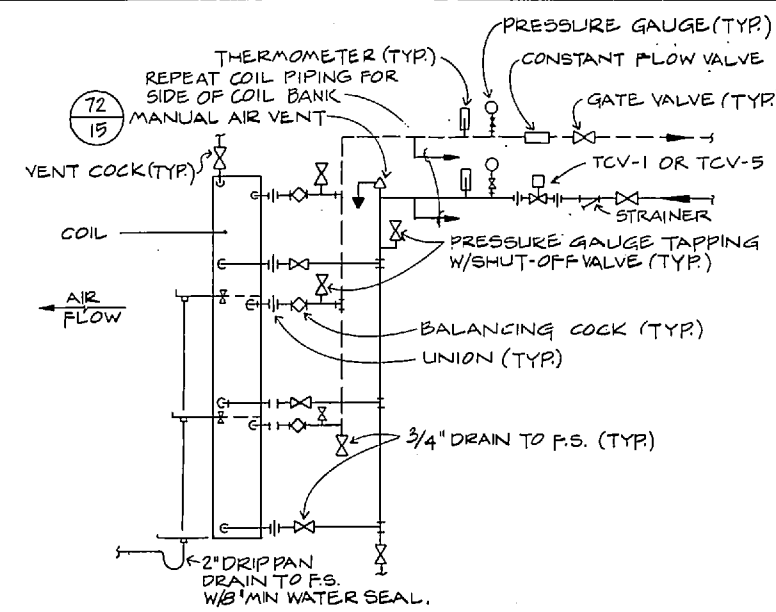 PRESSURE GAUGE (TYP.)
THERMOMETER (TYP.)
CONSTANT FLOW VALVE
REPEAT COIL PIPING FOR
SIDE OF COIL BANK
GATE VALVE (TYP.
72
15
MANUAL AIR VENT
VENT COCK (TYP.)
TCV-1 OR TCV-5
STRAINER
COIL
PRESSURE GAUGE TAPPING
W/SHUT-OFF VALVE (TYP.)
AIR
FLOW
BALANCING COCK (TYP.)
UNION (TYP.)
3/4" DRAIN TO F.S. (TYP.)
2" DRIP PAN
DRAIN TO F.S.
W/8" MIN WATER SEAL.